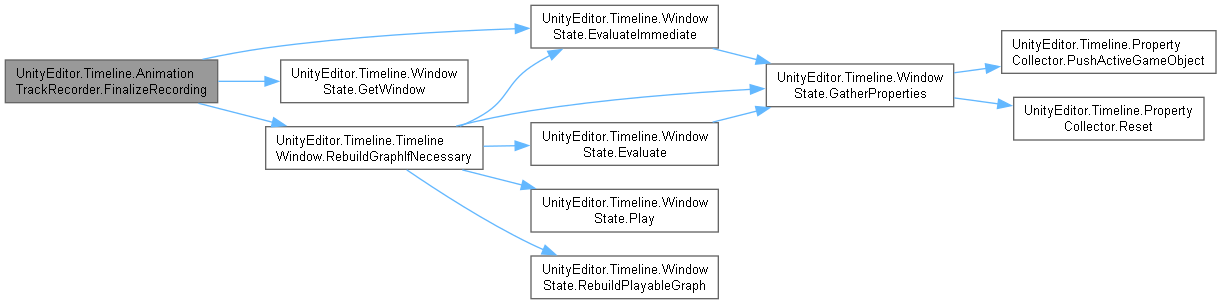 UnityEditor.Timeline.Animation
TrackRecorder.FinalizeRecording
UnityEditor.Timeline.Window
State.EvaluateImmediate
UnityEditor.Timeline.Window
State.GetWindow
UnityEditor.Timeline.Timeline
Window.RebuildGraphIfNecessary
UnityEditor.Timeline.Window
State.Evaluate
UnityEditor.Timeline.Window
State.Play
UnityEditor.Timeline.Window
State.RebuildPlayableGraph
UnityEditor.Timeline.Window
State.GatherProperties
UnityEditor.Timeline.Property
Collector.PushActiveGameObject
UnityEditor.Timeline.Property
Collector.Reset